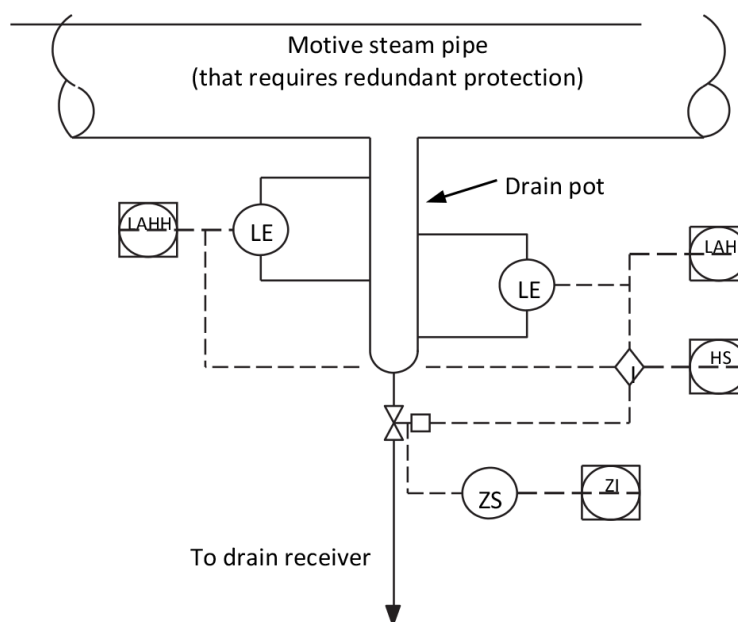 Motive steam pipe
(that requires redundant protection)
Drain pot
LAHH
LE
LAH
LE
HS
I
ZS
ZI
To drain receiver